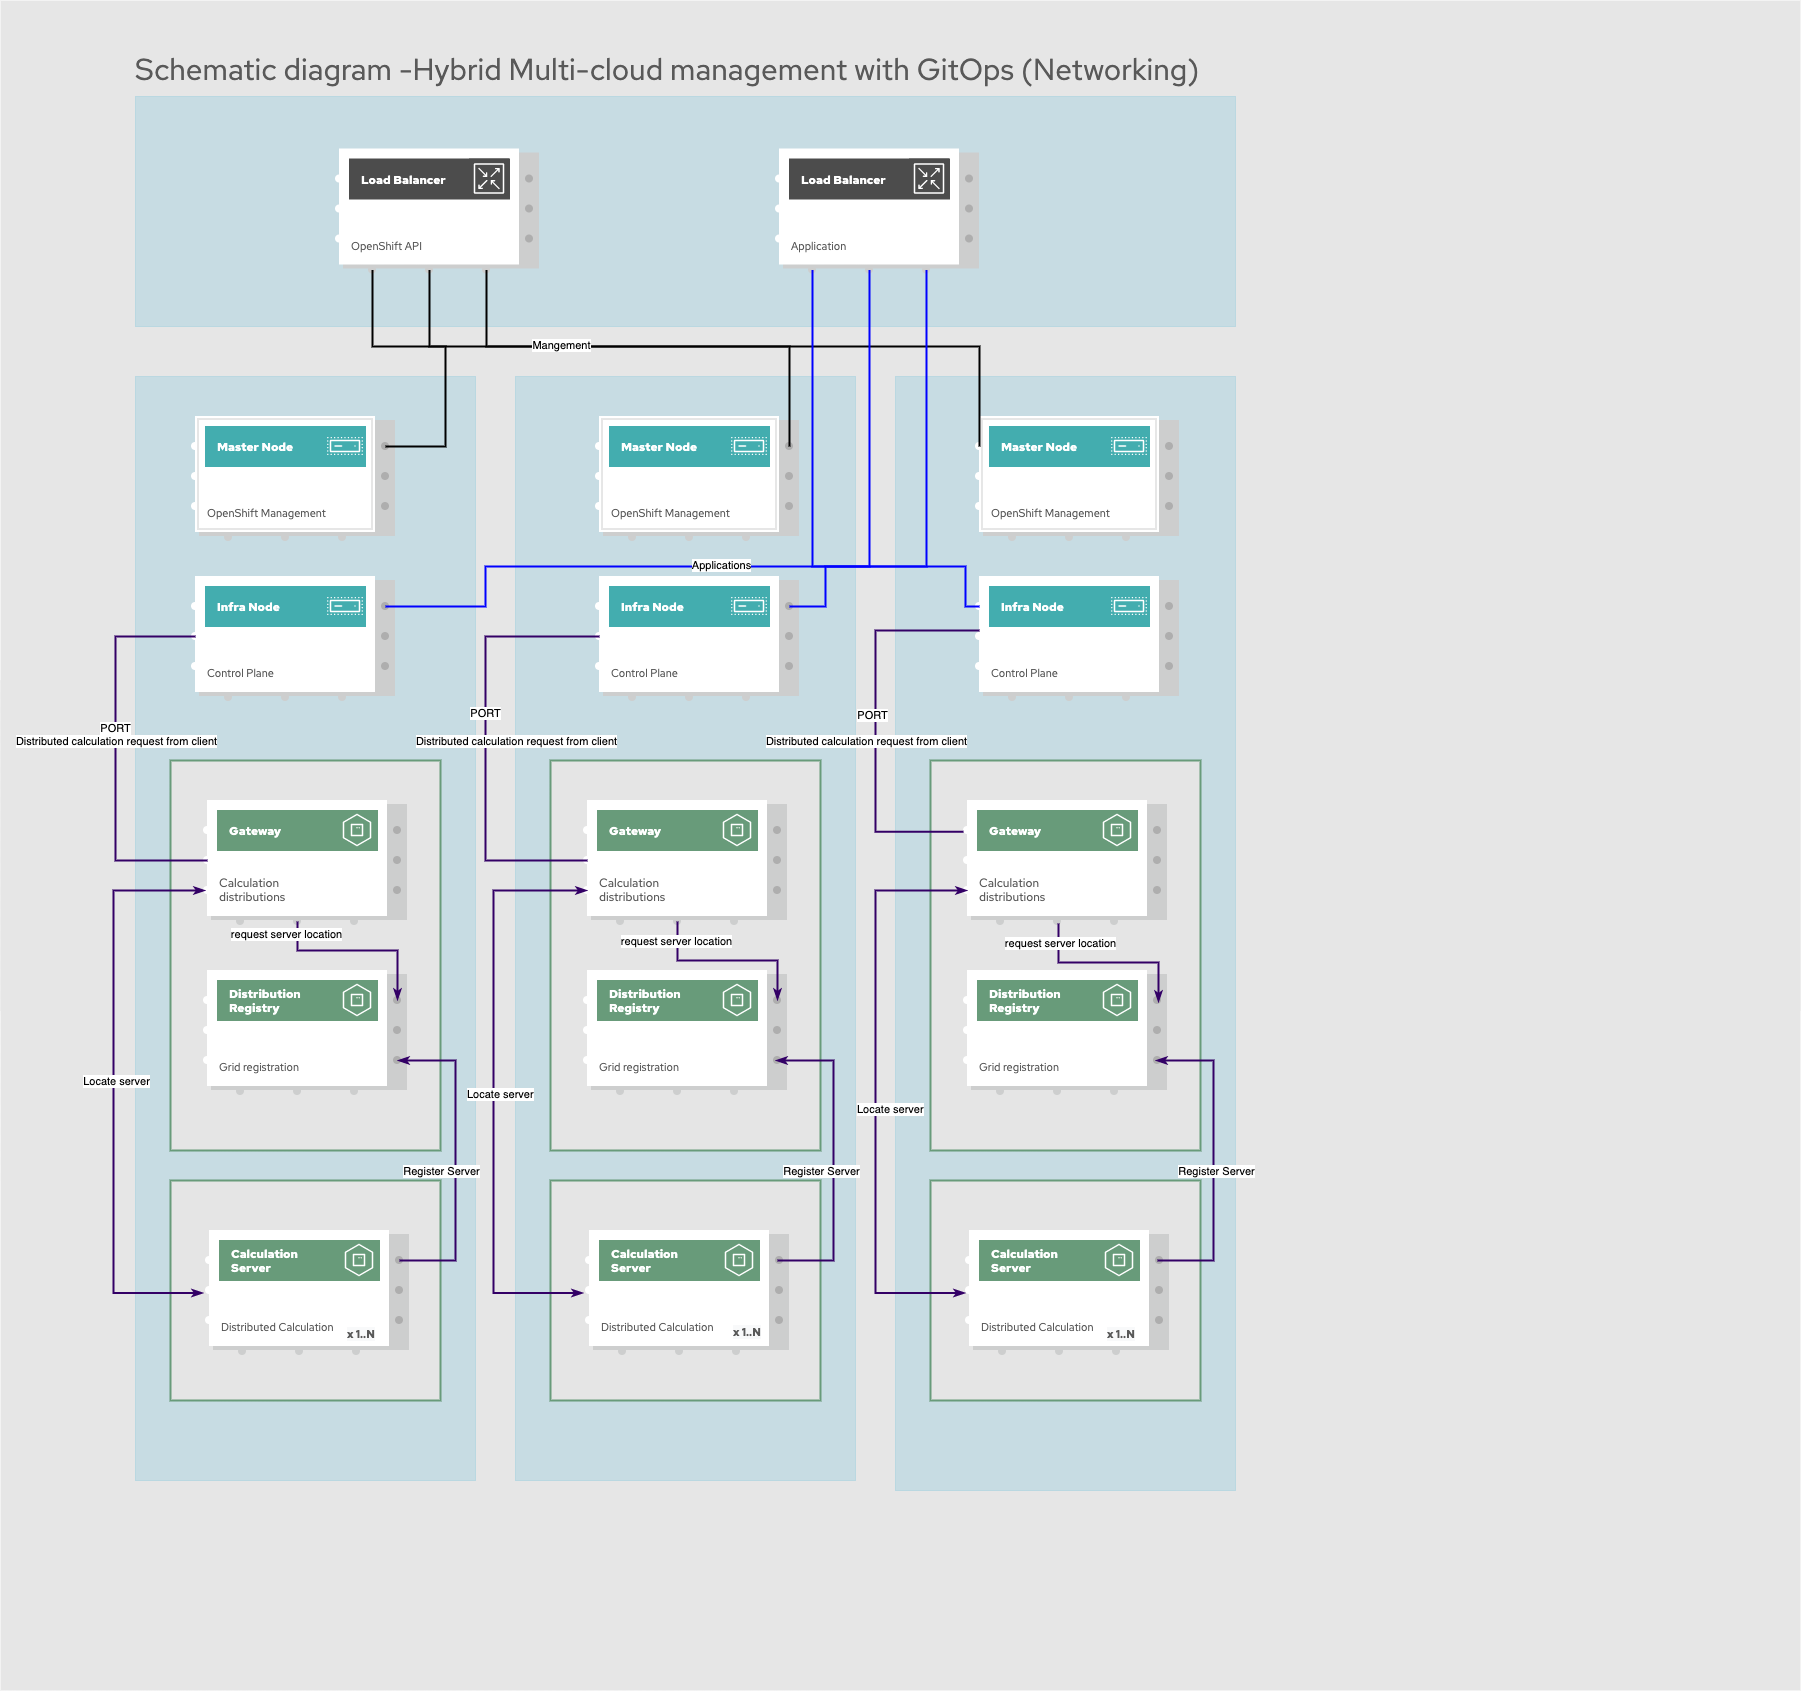 Schematic diagram -Hybrid Multi-cloud management with GitOps (Networking)
Load Balancer
OpenShift API
Load Balancer
Application
Mangement
Master Node
OpenShift Management
Master Node
OpenShift Management
Master Node
OpenShift Management
Applications
Infra Node
Control Plane
Infra Node
Control Plane
Infra Node
Control Plane
PORT
Distributed calculation request from client
PORT
Distributed calculation request from client
PORT
Distributed calculation request from client
Gateway
Calculation
distributions
Gateway
Calculation
distributions
Gateway
Calculation
distributions
request server location
request server location
request server location
Distribution
Registry
Grid registration
Distribution
Registry
Grid registration
Distribution
Registry
Grid registration
Locate server
Locate server
Locate server
Register Server
Register Server
Register Server
Calculation
Server
Distributed Calculation
x 1..N
Calculation
Server
Distributed Calculation
x 1..N
Calculation
Server
Distributed Calculation
x 1..N